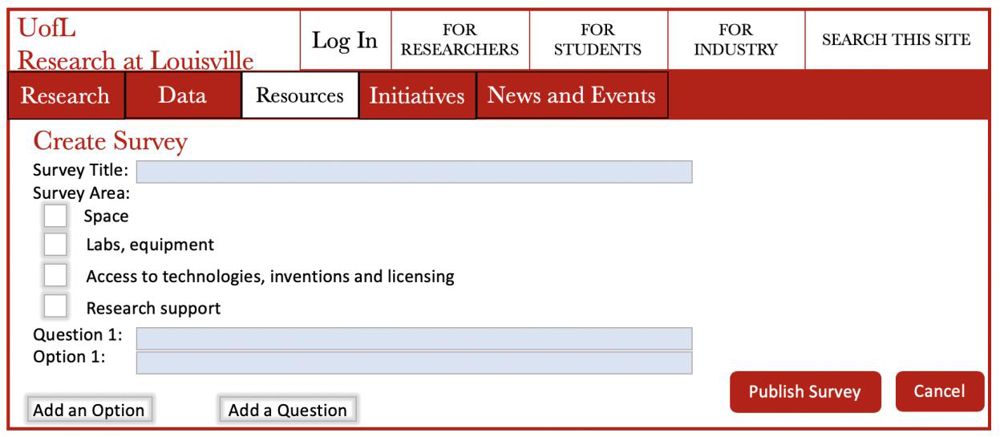 UofL
Research at Louisville
Log In
FOR
RESEARCHERS
FOR
STUDENTS
FOR
INDUSTRY
SEARCH THIS SITE
Research
Data
Resources
Initiatives
News and Events
Create Survey
Survey Title:
Survey Area:
Space
Labs, equipment
Access to technologies, inventions and licensing
Research support
Question 1:
Option 1:
Add an Option
Add a Question
Publish Survey
Cancel